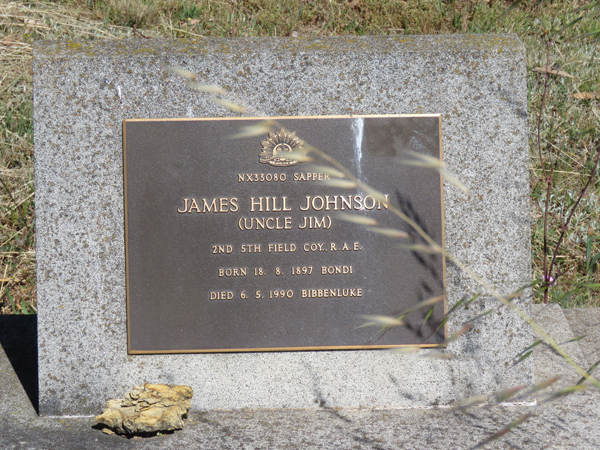 NX33080 SAPPER
JAMES HILL JOHNSON
(UNCLE JIM)
2ND 5TH FIELD COY. R.A.E.
BORN 18. 8. 1897 BONDI
DIED 6. 5. 1990 BIBBENLUKE